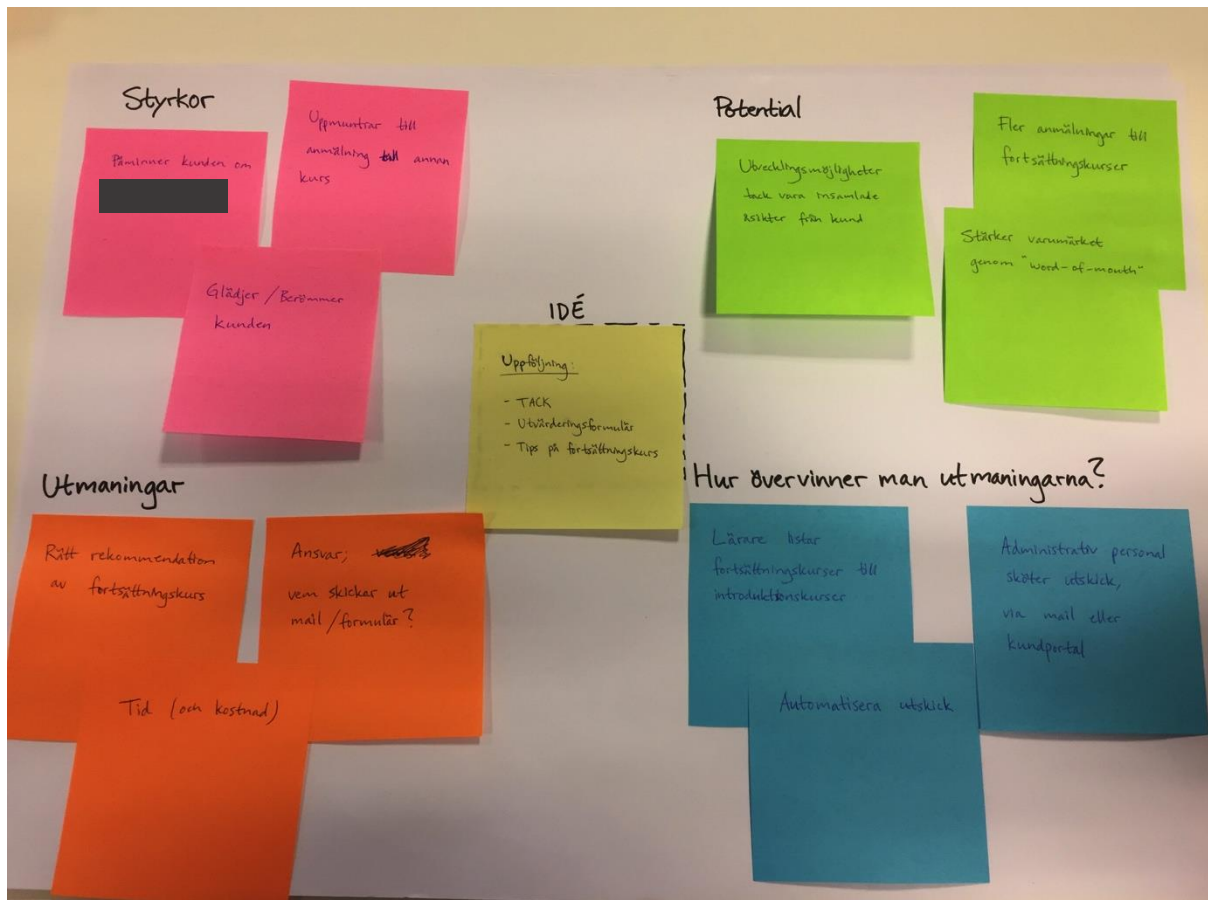 Styrkor
Påminner kunden om
Uppmuntrar till
anmälning till annan
kurs
Glädjer / Berömmer
kunden
Potential
Utvecklingsmöjligheter
tack vara insamlade
åsikter från kund
Fler anmälningar till
fortsättningskurser
Stärker varumärket
genom "word-of-mouth"
IDÉ
Uppföljning:
- TACK
- Utvärderingsformulär
- Tips på fortsättningskurs
Utmaningar
Rätt rekommendation
av fortsättningskurs
Ansvar;
vem skickar ut
mail / formulär?
Tid (och kostnad)
Hur övervinner man utmaningarna?
Lärare listar
fortsättningskurser till
introduktionskurser
Administrativ personal
sköter utskick,
via mail eller
kundportal
Automatisera utskick